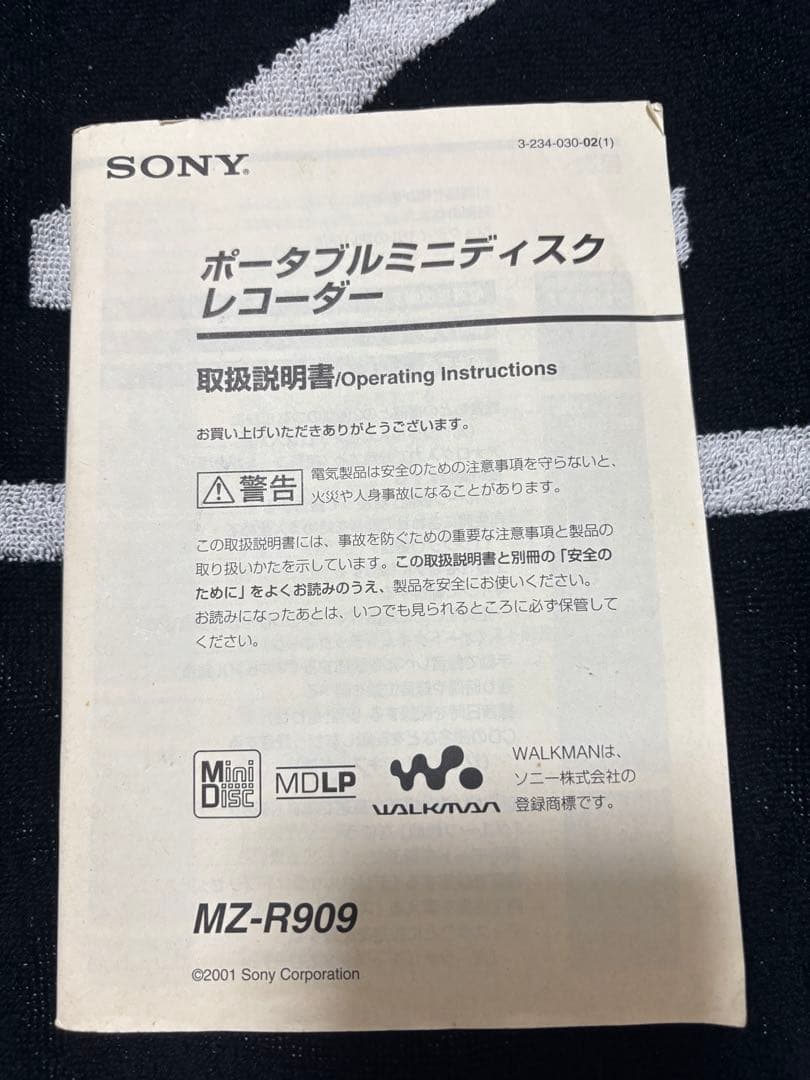 3-234-030-02(1)
SONY®
ポータブルミニディスク
レコーダー
取扱説明書/Operating Instructions
お買い上げいただきありがとうございます。
警告
電気製品は安全のための注意事項を守らないと、
火災や人身事故になることがあります。
この取扱説明書には、事故を防ぐための重要な注意事項と製品の
取り扱いかたを示しています。この取扱説明書と別冊の「安全の
ために」をよくお読みのうえ、製品を安全にお使いください。
お読みになったあとは、いつでも見られるところに必ず保管して
ください。
Mini
Disc
MDLP
WALKMAN
WALKMANは、
ソニー株式会社の
登録商標です。
MZ-R909
©2001 Sony Corporation